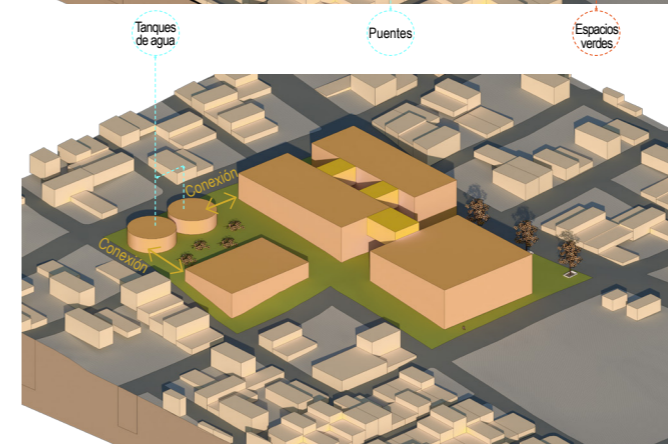 Tanques
de agua
Puentes
Espacios
verdes
Conexión
Conexión